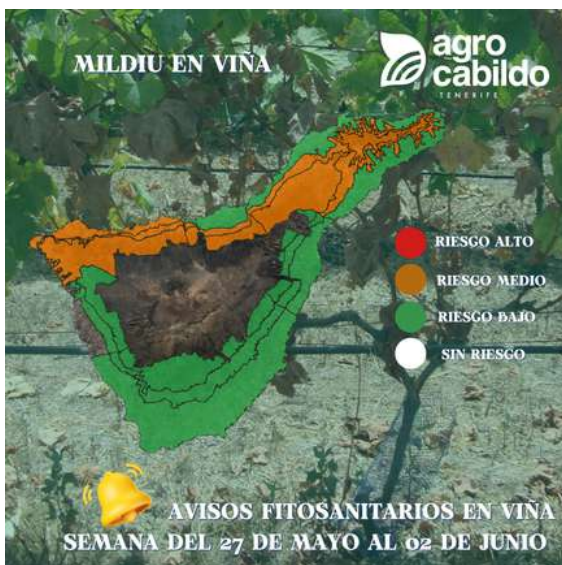 MILDIU EN VIÑA
agro
cabildo
TENERIFE
RIESGO ALTO
RIESGO MEDIO
RIESGO BAJO
SIN RIESGO
AVISOS FITOSANITARIOS EN VIÑA
SEMANA DEL 27 DE MAYO AL 02 DE JUNIO